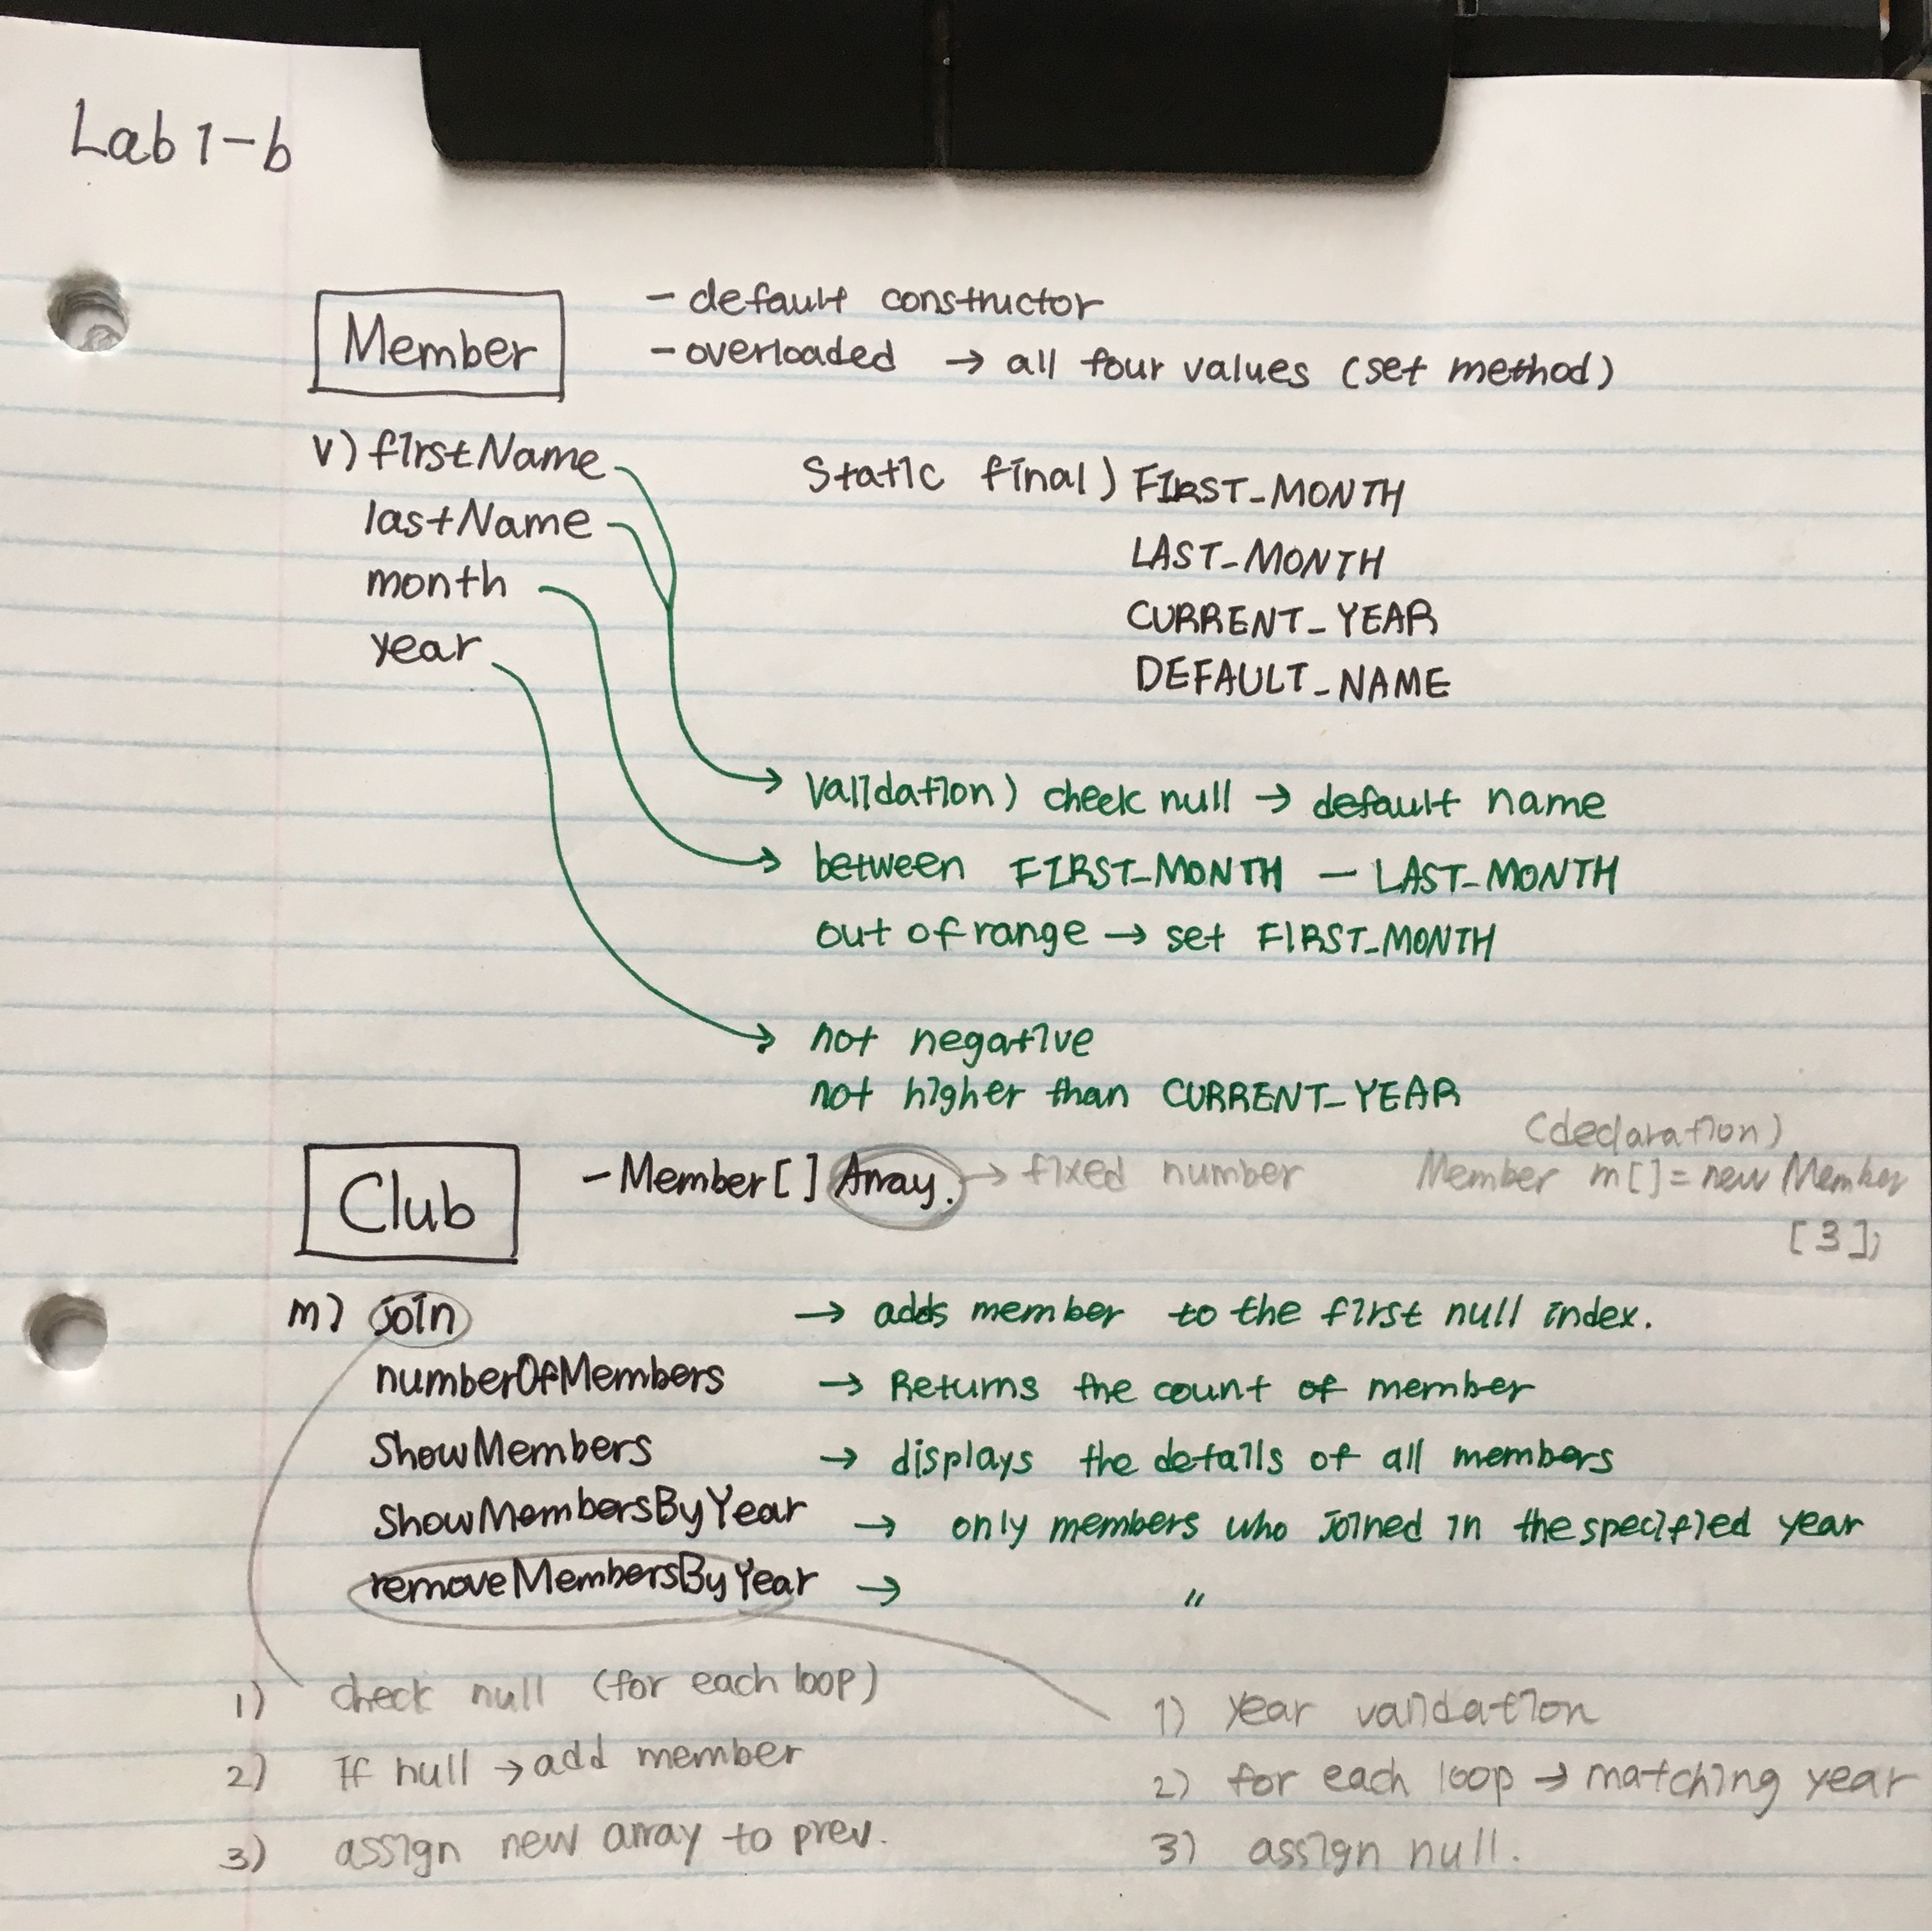 Lab 1-b
Member
- default constructor
- overloaded → all four values (set method)
v) firstName
lastName
month
year
Static final) FIRST_MONTH
LAST_MONTH
CURRENT_YEAR
DEFAULT_NAME
Validation) check null → default name
between FIRST_MONTH — LAST_MONTH
out of range → set FIRST_MONTH
not negative
not higher than CURRENT_YEAR
Club
- Member[] Array. → fixed number
(declaration)
Member m[] = new Member
[3];
m) join → adds member to the first null index.
numberOfMembers → Returns the count of member
ShowMembers → displays the details of all members
ShowMembersByYear → only members who joined in the specified year
removeMembersByYear → "
1) check null (for each loop)
2) If null → add member
3) assign new array to prev.
1) year validation
2) for each loop → matching year
3) assign null.